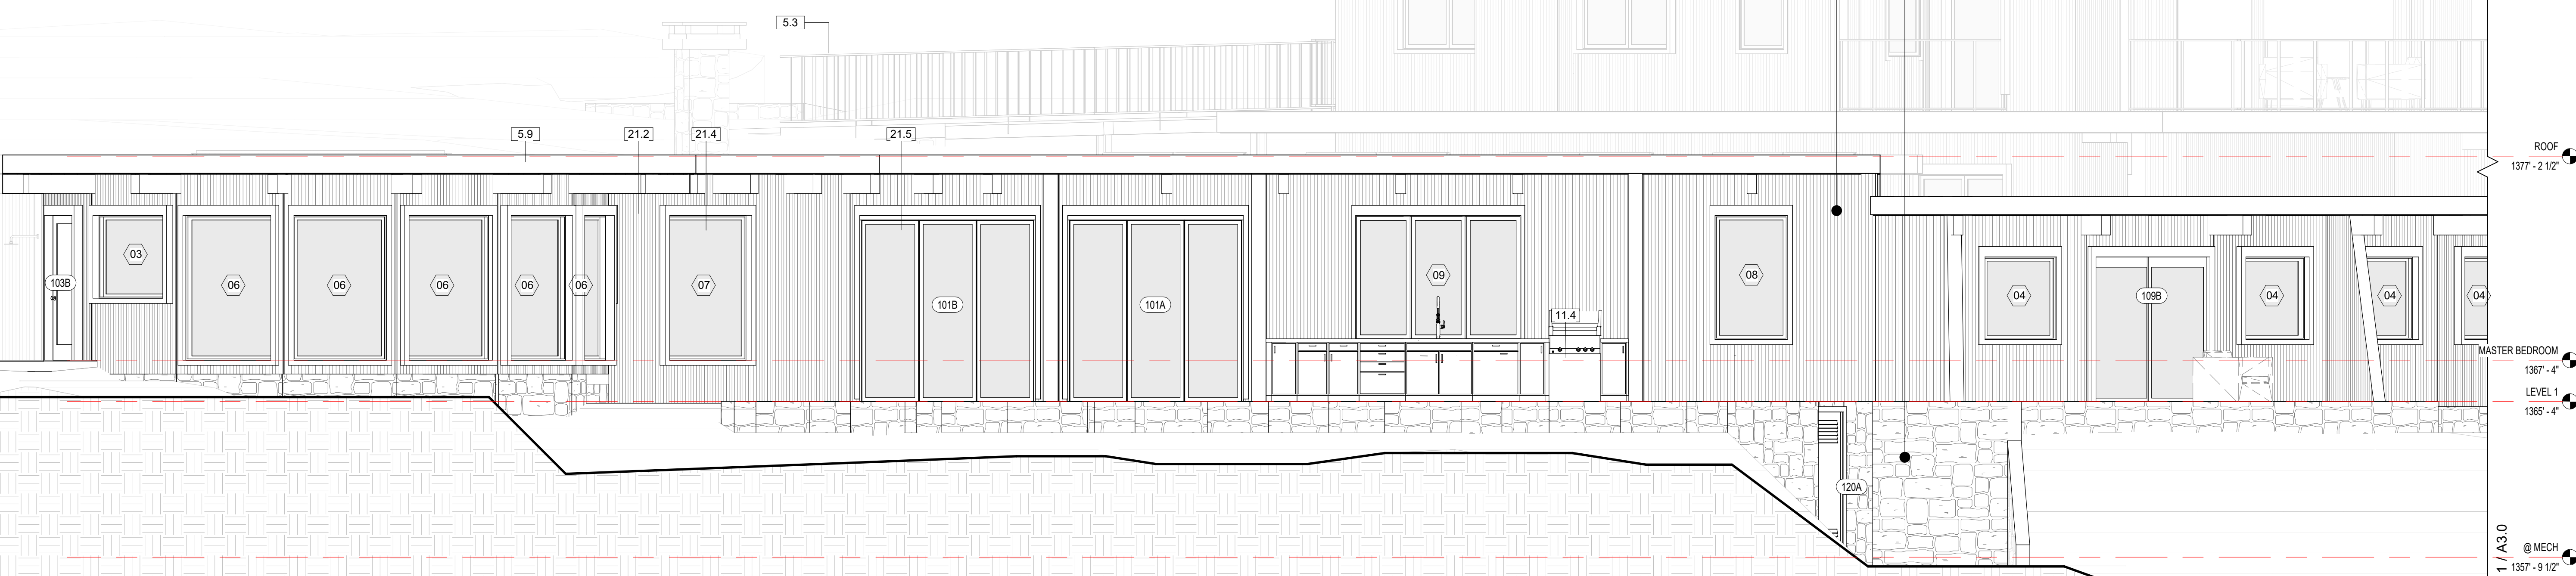 5.3
5.9
21.2
21.4
21.5
ROOF
1377' - 2 1/2"
03
103B
06
06
06
06
06
07
101B
101A
09
08
11.4
04
109B
04
04
04
MASTER BEDROOM
1367' - 4"
LEVEL 1
1365' - 4"
120A
1 / A3.0
@ MECH
1357' - 9 1/2"